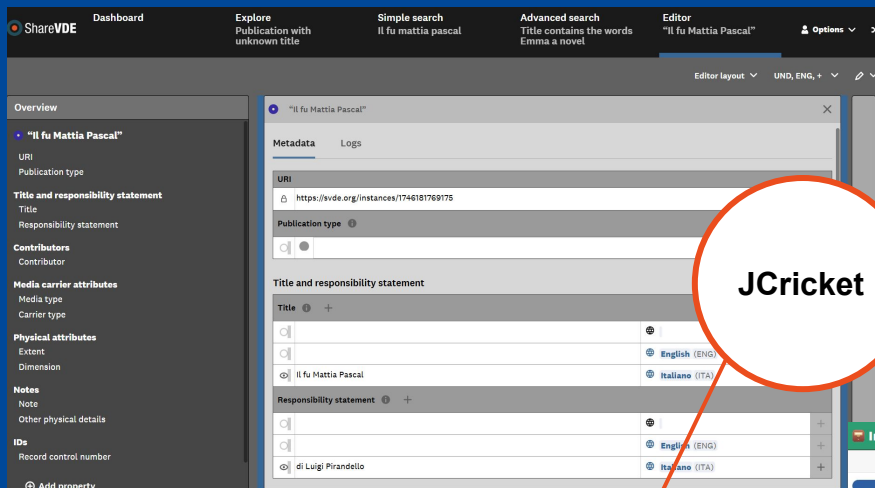 ShareVDE
Dashboard
Explore
Publication with
unknown title
Simple search
Il fu mattia pascal
Advanced search
Title contains the words
Emma a novel
Editor
“Il fu Mattia Pascal”
Options
Editor layout
UND, ENG, +
Overview
“Il fu Mattia Pascal”
URI
Publication type
Title and responsibility statement
Title
Responsibility statement
Contributors
Contributor
Media carrier attributes
Media type
Carrier type
Physical attributes
Extent
Dimension
Notes
Note
Other physical details
IDs
Record control number
Add property
“Il fu Mattia Pascal”
Metadata Logs
URI
https://svde.org/instances/1746181769175
Publication type
Title and responsibility statement
Title +
English (ENG)
Il fu Mattia Pascal Italiano (ITA)
Responsibility statement +
+
English (ENG) +
di Luigi Pirandello Italiano (ITA) +
JCricket